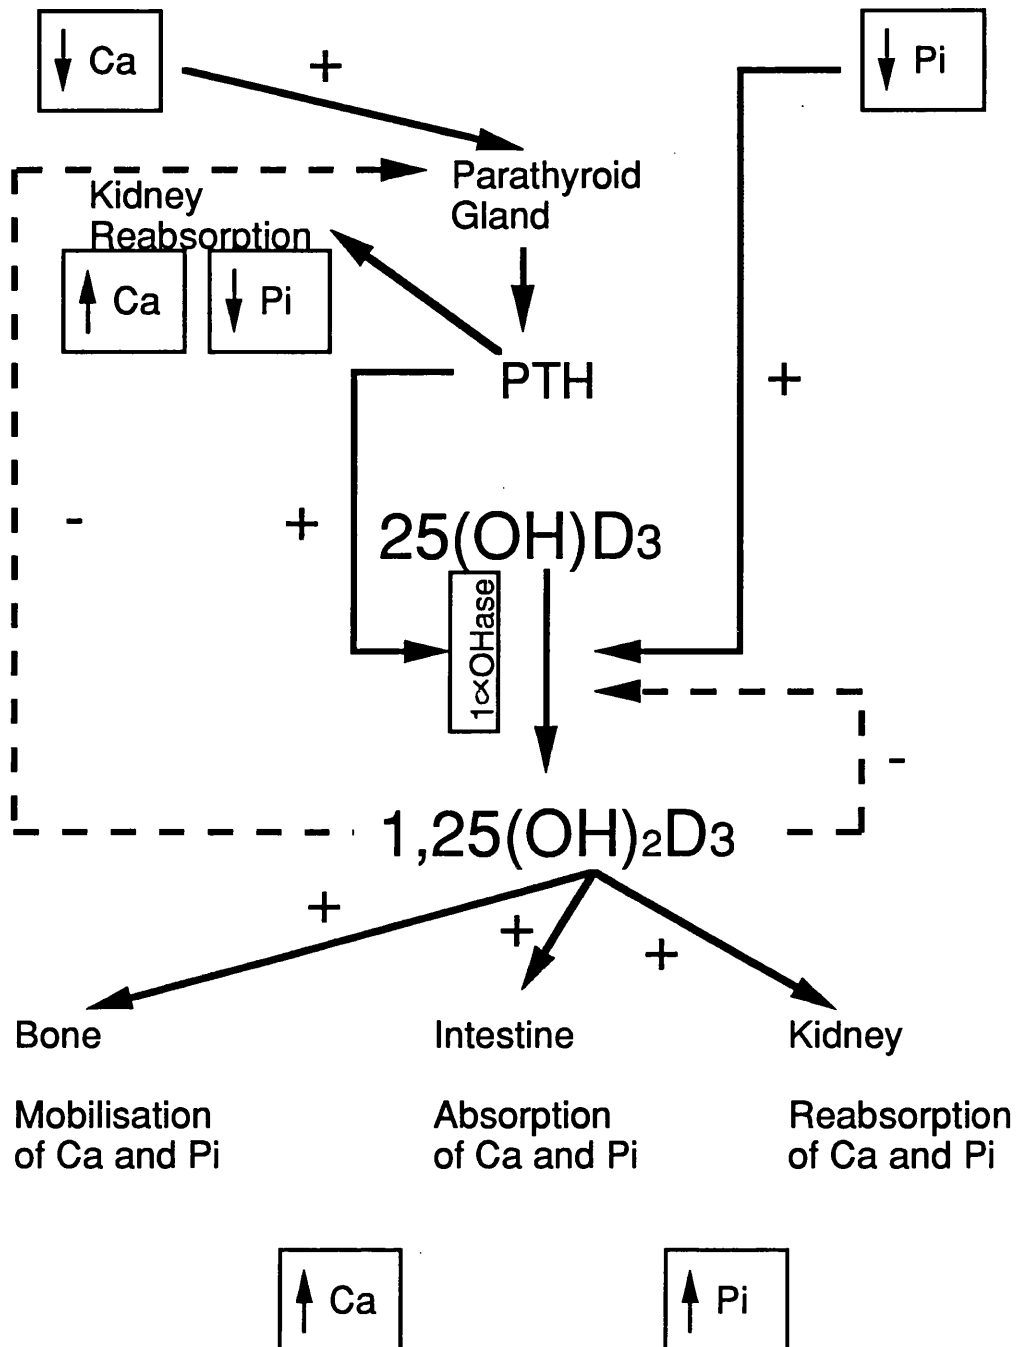 ↓ Ca
+
↓ Pi
Parathyroid
Gland
Kidney
Reabsorption
↑ Ca
↓ Pi
PTH
+
-
+
25(OH)D3
1∝OHase
-
1,25(OH)2D3
+
+
+
Bone
Intestine
Kidney
Mobilisation
of Ca and Pi
Absorption
of Ca and Pi
Reabsorption
of Ca and Pi
↑ Ca
↑ Pi